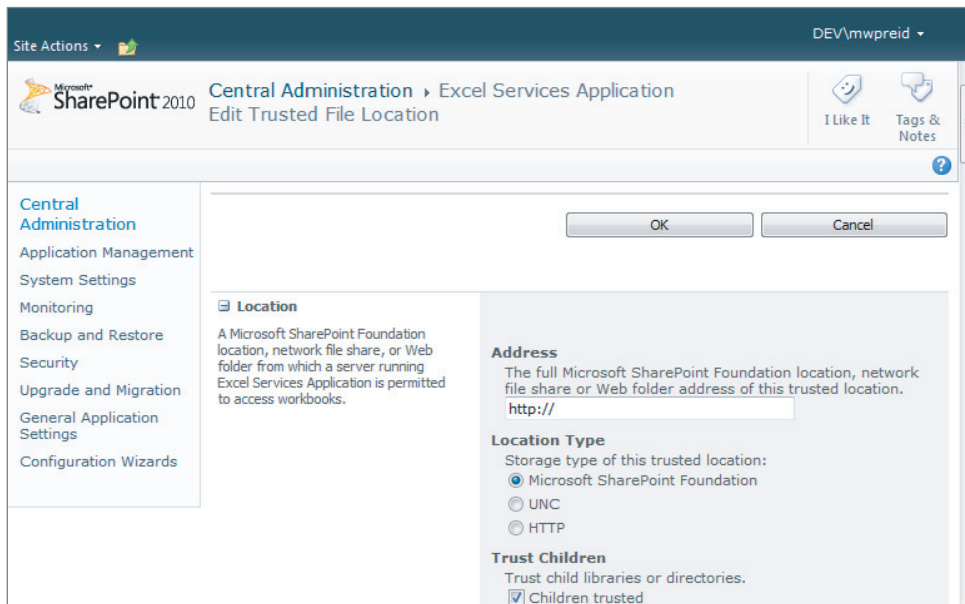 DEV\mwpreid
Site Actions
Microsoft®
SharePoint 2010
Central Administration Excel Services Application
Edit Trusted File Location
I Like It
Tags &
Notes
?
Central
Administration
Application Management
System Settings
Monitoring
Backup and Restore
Security
Upgrade and Migration
General Application
Settings
Configuration Wizards
OK
Cancel
Location
A Microsoft SharePoint Foundation
location, network file share, or Web
folder from which a server running
Excel Services Application is permitted
to access workbooks.
Address
The full Microsoft SharePoint Foundation location, network
file share or Web folder address of this trusted location.
http://
Location Type
Storage type of this trusted location:
Microsoft SharePoint Foundation
UNC
HTTP
Trust Children
Trust child libraries or directories.
Children trusted